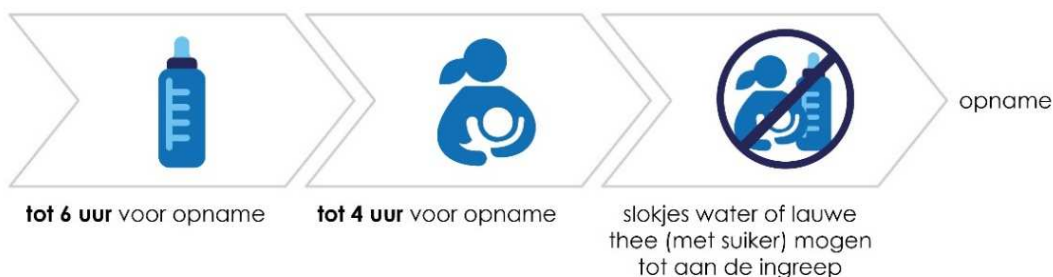 opname
tot 6 uur voor opname
tot 4 uur voor opname
slokjes water of lauwe
thee (met suiker) mogen
tot aan de ingreep